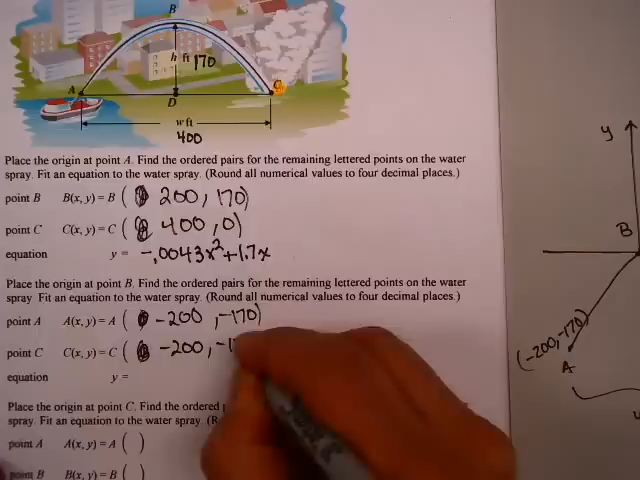 B
h ft 170
A
C
D
w ft
400
Place the origin at point A. Find the ordered pairs for the remaining lettered points on the water
spray. Fit an equation to the water spray. (Round all numerical values to four decimal places.)
point B B(x, y) = B ( 200, 170)
point C C(x, y) = C ( 400, 0)
equation y = -.0043x²+1.7x
Place the origin at point B. Find the ordered pairs for the remaining lettered points on the water
spray Fit an equation to the water spray. (Round all numerical values to four decimal places.)
point A A(x, y) = A ( -200, -170)
point C C(x, y) = C ( -200, -1
equation y =
Place the origin at point C. Find the ordered
spray. Fit an equation to the water spray. (R
point A A(x, y) = A ( )
point B B(x, y) = B ( )
y
B
(-200, -170)
A